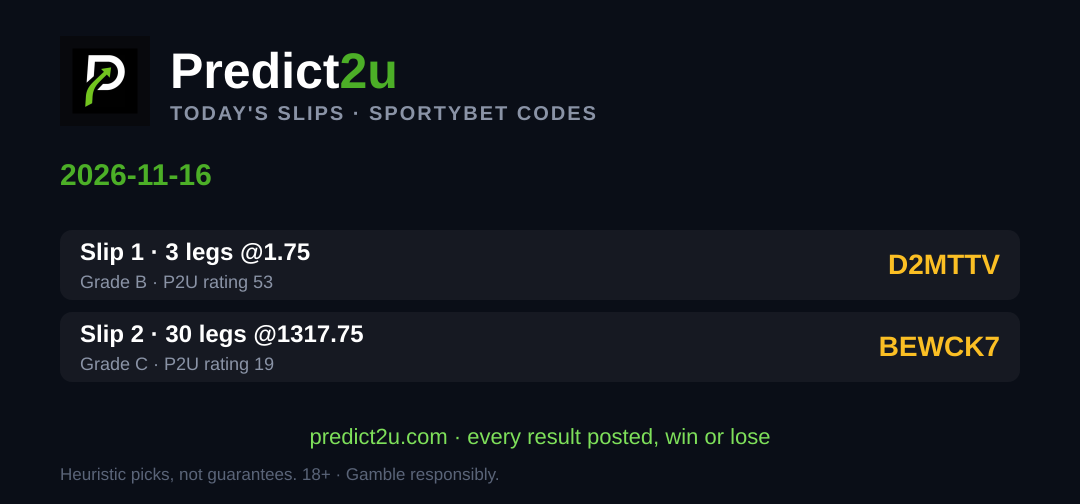 Predict2u
TODAY'S SLIPS · SPORTYBET CODES
2026-11-16
Slip 1 · 3 legs @1.75
Grade B · P2U rating 53
D2MTTV
Slip 2 · 30 legs @1317.75
Grade C · P2U rating 19
BEWCK7
predict2u.com · every result posted, win or lose
Heuristic picks, not guarantees. 18+ · Gamble responsibly.